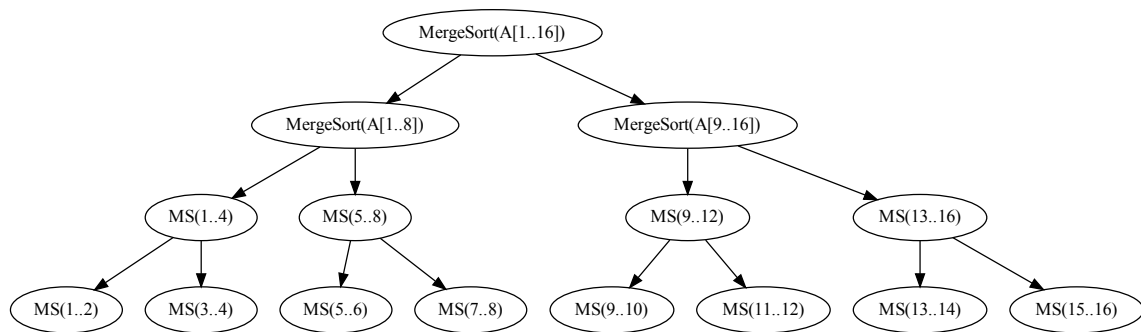 MergeSort(A[1..16])
MergeSort(A[1..8])
MergeSort(A[9..16])
MS(1..4)
MS(5..8)
MS(9..12)
MS(13..16)
MS(1..2)
MS(3..4)
MS(5..6)
MS(7..8)
MS(9..10)
MS(11..12)
MS(13..14)
MS(15..16)